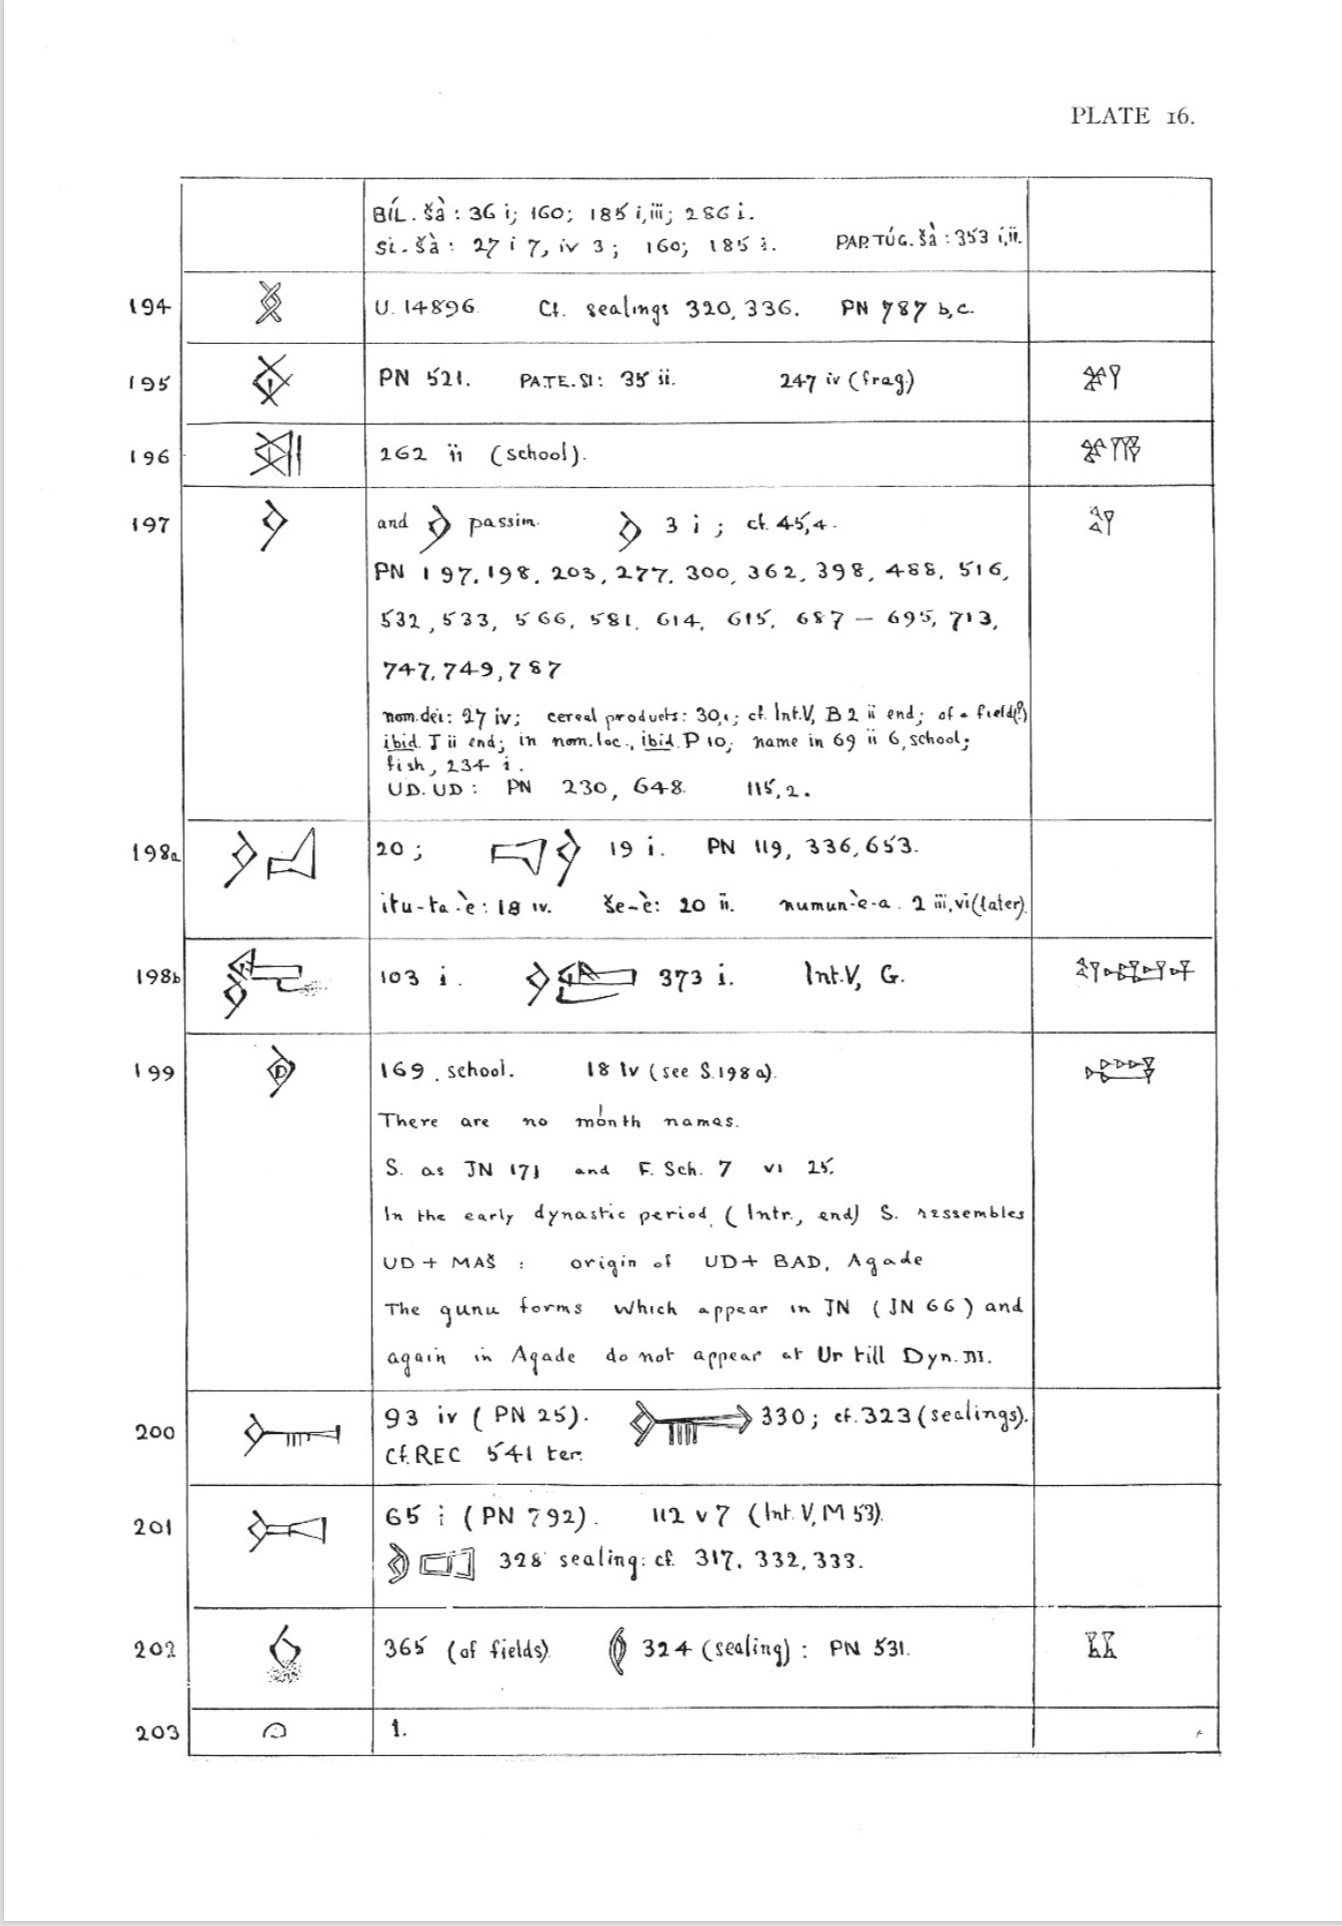 PLATE 16.
BÍL. šà : 36 i; 160; 185 i, iii; 286 i.
SI. šà : 27 i 7, iv 3 ; 160; 185 i. PAP. TÚG. šà : 353 i, ii.
194 U. 14896. Cf. sealings 320, 336. PN 787 b, c.
195 PN 521. PA.TE.SI: 35 ii. 247 iv (frag.) 𒊮
196 262 ii (school).
197 and passim. 3 i ; cf. 45,4. 𒌓
PN 197, 198, 203, 277, 300, 362, 398, 488, 516,
532, 533, 566, 581, 614, 615, 687 — 695, 713,
747, 749, 787
nom. dei: 27 iv; cereal products: 30,1; cf. Int. V, B 2 ii end; of a field(?)
ibid. J ii end; in nom. loc., ibid. P 10; name in 69 ii 6, school;
fish, 234 i.
UD. UD : PN 230, 648. 115, 2.
198a 20 ; 19 i. PN 119, 336, 653.
itu-ta-è : 18 iv. še-è: 20 ii. numun-è-a. 2 iii, vi (later).
198b 103 i. 373 i. Int. V, G.
199 169. school. 18 iv (see S. 198 a).
There are no month names.
S. as JN 171 and F. Sch. 7 vi 25.
In the early dynastic period, (Intr., end) S. ressembles
UD + MAŠ : origin of UD + BAD, Agade
The gunu forms which appear in JN (JN 66) and
again in Agade do not appear at Ur till Dyn. III.
200 93 iv (PN 25). 330; cf. 323 (sealings).
Cf. REC 541 ter.
201 65 i (PN 792). 112 v 7 (Int. V, M 53).
328 sealing: cf. 317, 332, 333.
202 365 (of fields). 324 (sealing) : PN 531.
203 1.